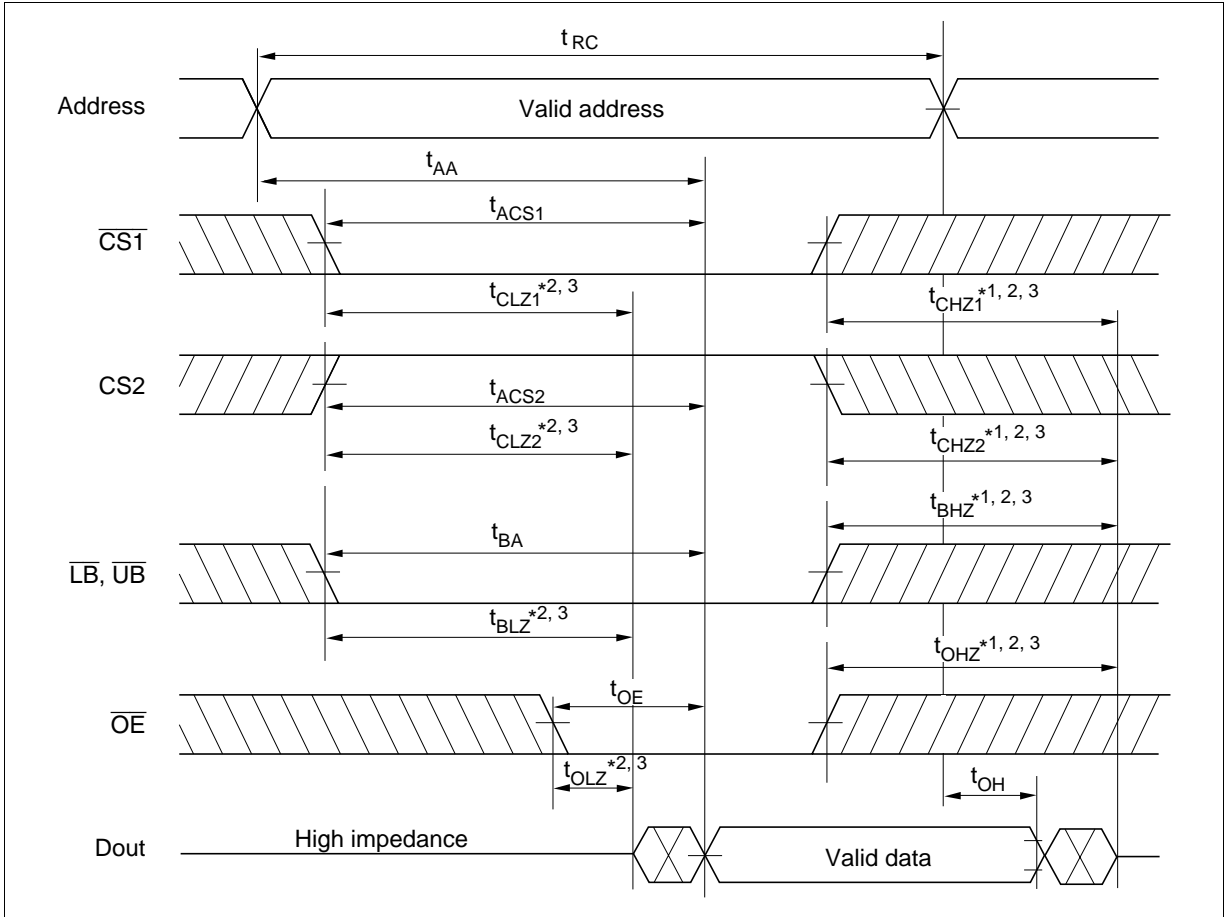 t RC
Address
Valid address
tAA
tACS1
CS1
tCLZ1*2, 3
tCHZ1*1, 2, 3
CS2
tACS2
tCLZ2*2, 3
tCHZ2*1, 2, 3
tBHZ*1, 2, 3
tBA
LB, UB
tBLZ*2, 3
tOHZ*1, 2, 3
tOE
OE
tOLZ*2, 3
tOH
Dout
High impedance
Valid data